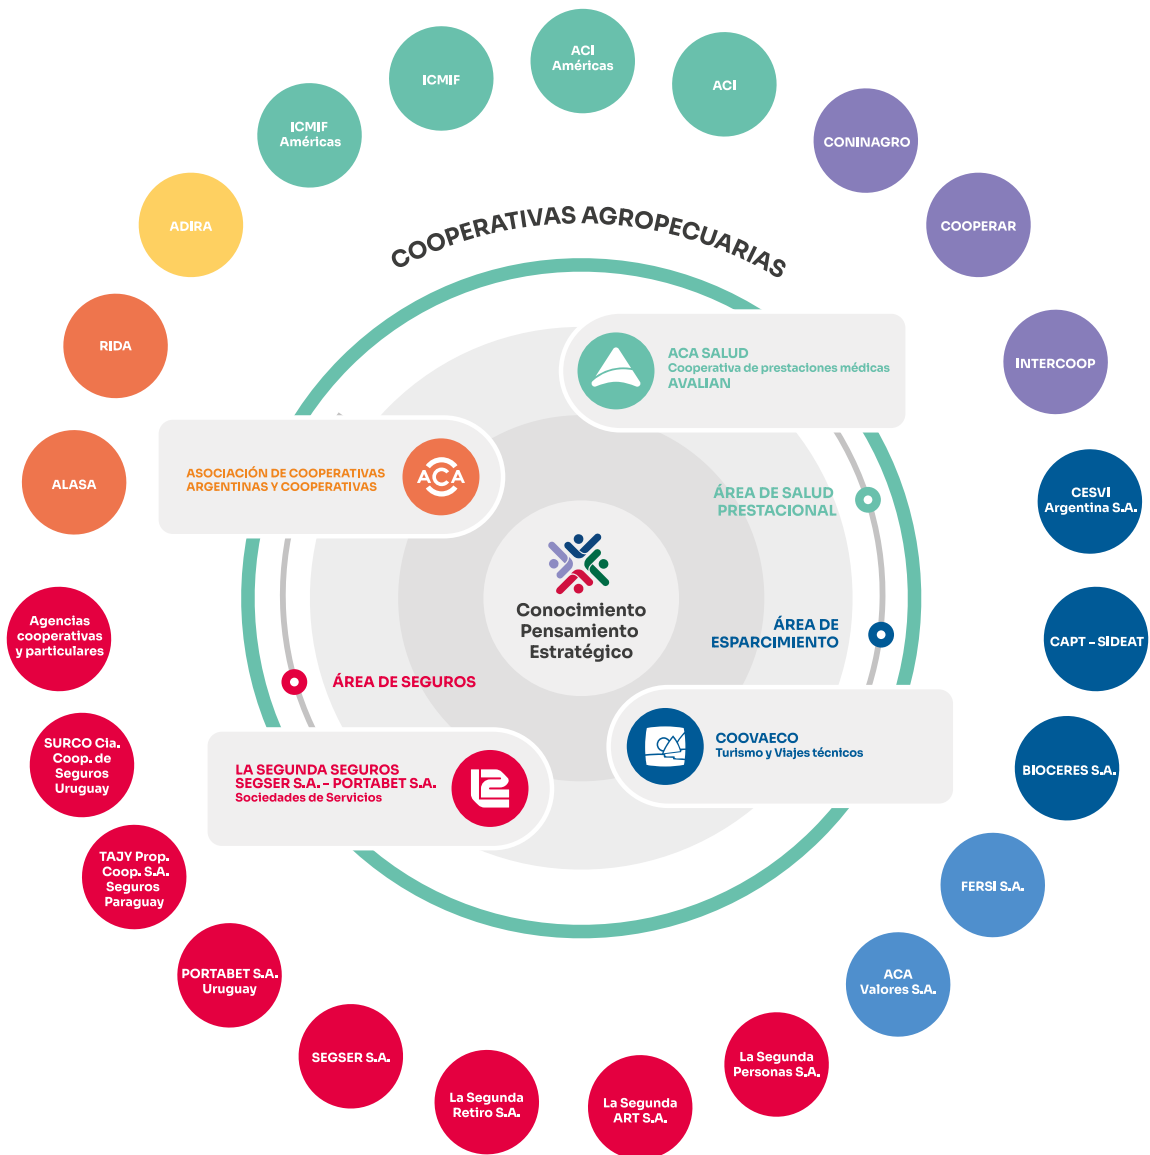 ACI
Américas
ICMIF
ACI
ICMIF
Américas
CONINAGRO
ADIRA
COOPERAR
RIDA
INTERCOOP
ALASA
CESVI
Argentina S.A.
Agencias
cooperativas
y particulares
CAPT - SIDEAT
SURCO Cia.
Coop. de
Seguros
Uruguay
BIOCERES S.A.
TAJY Prop.
Coop. S.A.
Seguros
Paraguay
FERSI S.A.
PORTABET S.A.
Uruguay
ACA
Valores S.A.
SEGSER S.A.
La Segunda
Personas S.A.
La Segunda
Retiro S.A.
La Segunda
ART S.A.
COOPERATIVAS AGROPECUARIAS
ACA SALUD
Cooperativa de prestaciones médicas
AVALIAN
ASOCIACIÓN DE COOPERATIVAS
ARGENTINAS Y COOPERATIVAS
ACA
ÁREA DE SALUD
PRESTACIONAL
Conocimiento
Pensamiento
Estratégico
ÁREA DE
ESPARCIMIENTO
ÁREA DE SEGUROS
COOVAECO
Turismo y Viajes técnicos
LA SEGUNDA SEGUROS
SEGSER S.A. - PORTABET S.A.
Sociedades de Servicios